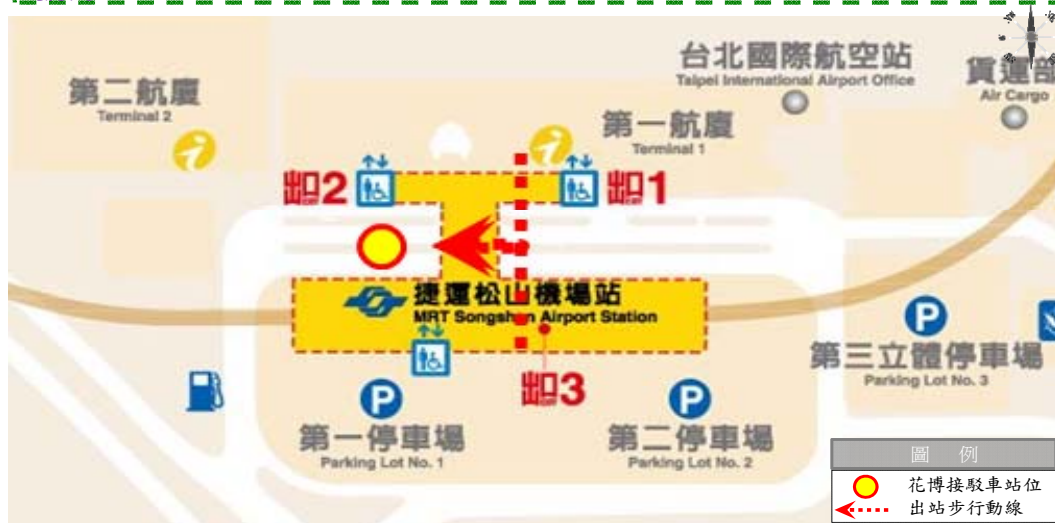 台北國際航空站
Taipei International Airport Office
貨運部
Air Cargo
第二航廈
Terminal 2
第一航廈
Terminal 1
出口2
出口1
捷運松山機場站
MRT Songshan Airport Station
出口3
P
第三立體停車場
Parking Lot No. 3
P
第一停車場
Parking Lot No. 1
P
第二停車場
Parking Lot No. 2
圖 例
花博接駁車站位
出站步行動線